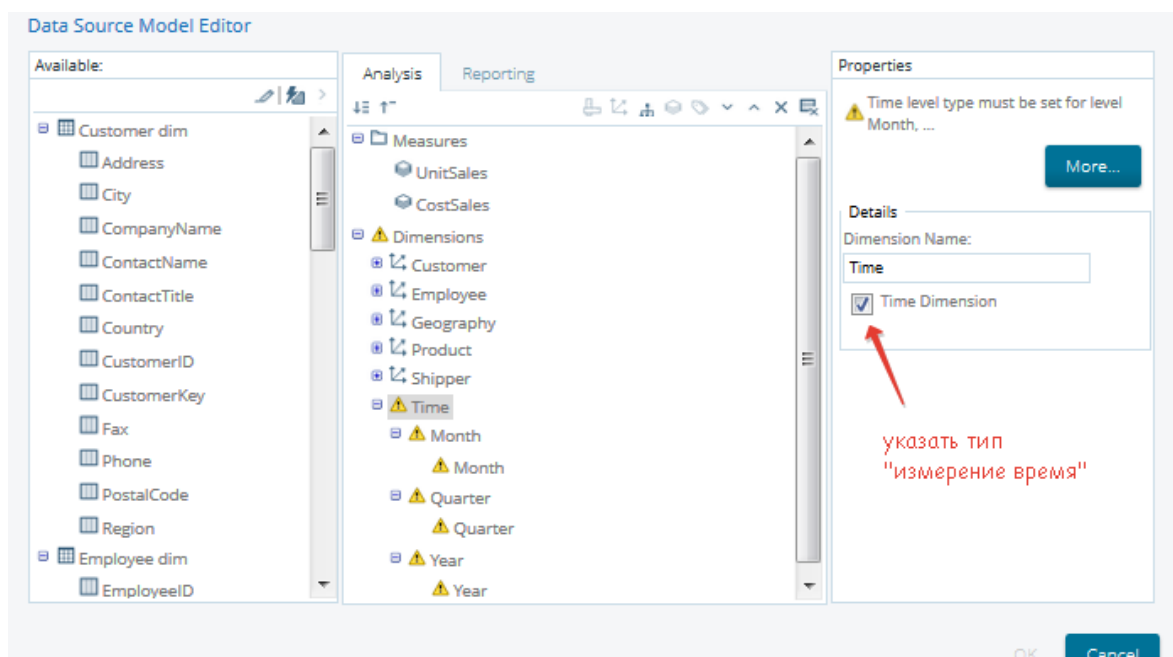 Data Source Model Editor
Available:
Customer dim
Address
City
CompanyName
ContactName
ContactTitle
Country
CustomerID
CustomerKey
Fax
Phone
PostalCode
Region
Employee dim
EmployeeID
Analysis
Reporting
Measures
UnitSales
CostSales
Dimensions
Customer
Employee
Geography
Product
Shipper
Time
Month
Month
Quarter
Quarter
Year
Year
Properties
Time level type must be set for level
Month, ...
More...
Details
Dimension Name:
Time
Time Dimension
указать тип
"измерение время"
OK
Cancel